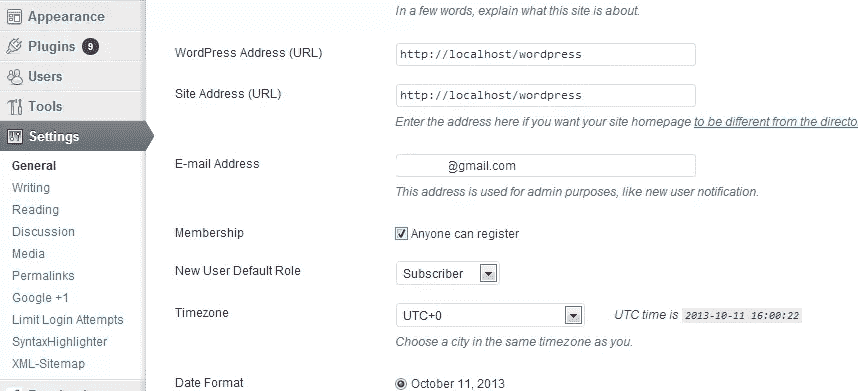 Appearance
Plugins 9
Users
Tools
Settings
General
Writing
Reading
Discussion
Media
Permalinks
Google +1
Limit Login Attempts
SyntaxHighlighter
XML-Sitemap
In a few words, explain what this site is about.
WordPress Address (URL) http://localhost/wordpress
Site Address (URL) http://localhost/wordpress
Enter the address here if you want your site homepage to be different from the directo
E-mail Address @gmail.com
This address is used for admin purposes, like new user notification.
Membership Anyone can register
New User Default Role Subscriber
Timezone UTC+0 UTC time is 2013-10-11 16:00:22
Choose a city in the same timezone as you.
Date Format October 11, 2013